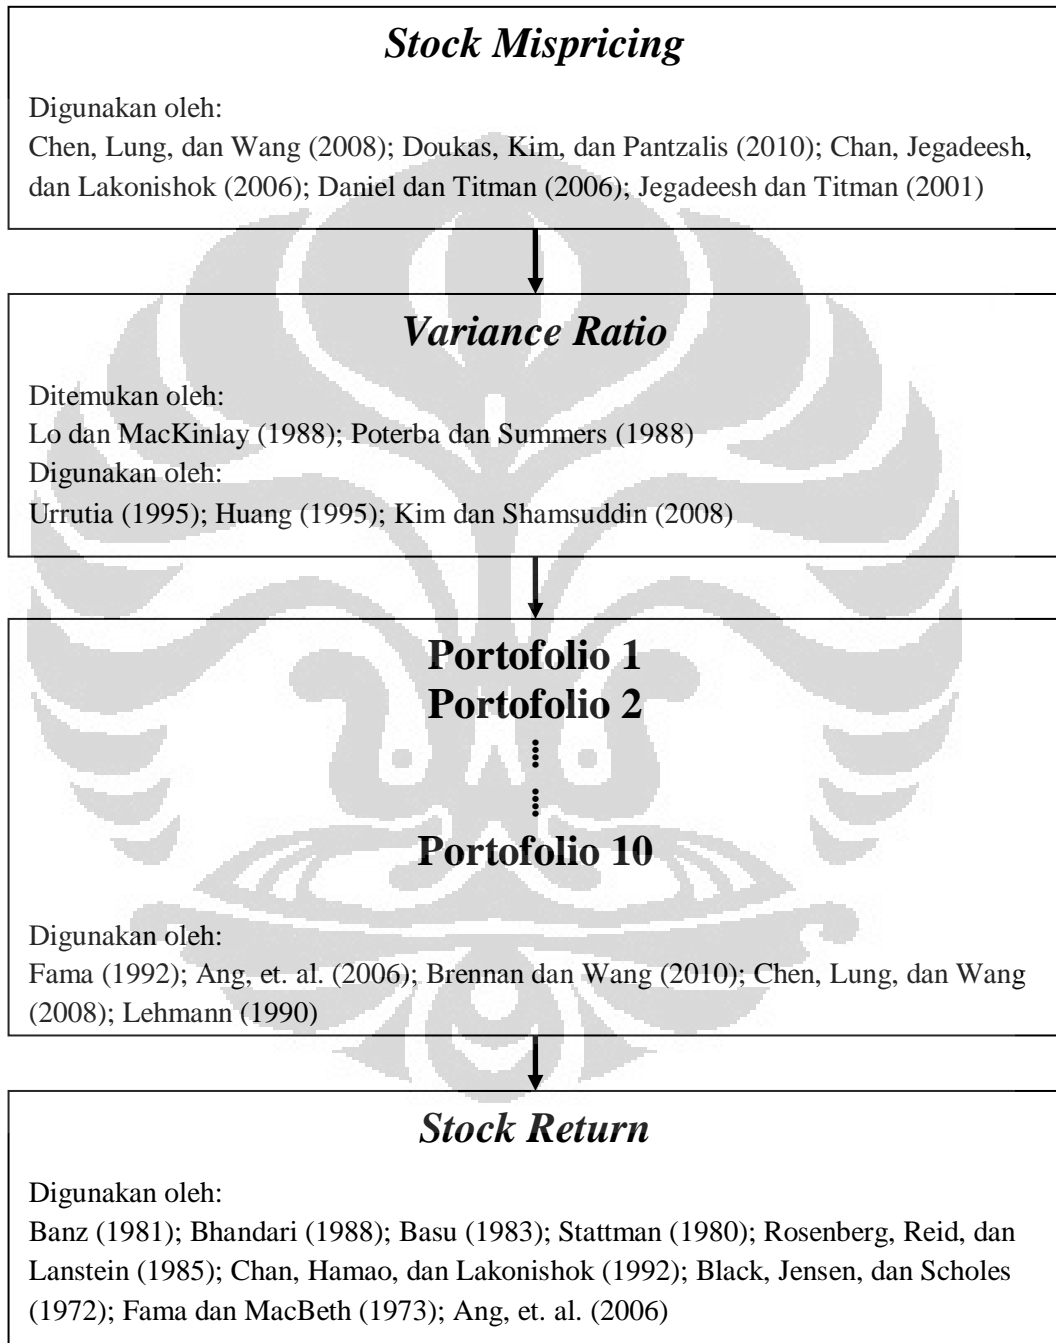 Stock Mispricing
Digunakan oleh:
Chen, Lung, dan Wang (2008); Doukas, Kim, dan Pantzalis (2010); Chan, Jegadeesh,
dan Lakonishok (2006); Daniel dan Titman (2006); Jegadeesh dan Titman (2001)
Variance Ratio
Ditemukan oleh:
Lo dan MacKinlay (1988); Poterba dan Summers (1988)
Digunakan oleh:
Urrutia (1995); Huang (1995); Kim dan Shamsuddin (2008)
Portofolio 1
Portofolio 2
Portofolio 10
Digunakan oleh:
Fama (1992); Ang, et. al. (2006); Brennan dan Wang (2010); Chen, Lung, dan Wang
(2008); Lehmann (1990)
Stock Return
Digunakan oleh:
Banz (1981); Bhandari (1988); Basu (1983); Stattman (1980); Rosenberg, Reid, dan
Lanstein (1985); Chan, Hamao, dan Lakonishok (1992); Black, Jensen, dan Scholes
(1972); Fama dan MacBeth (1973); Ang, et. al. (2006)